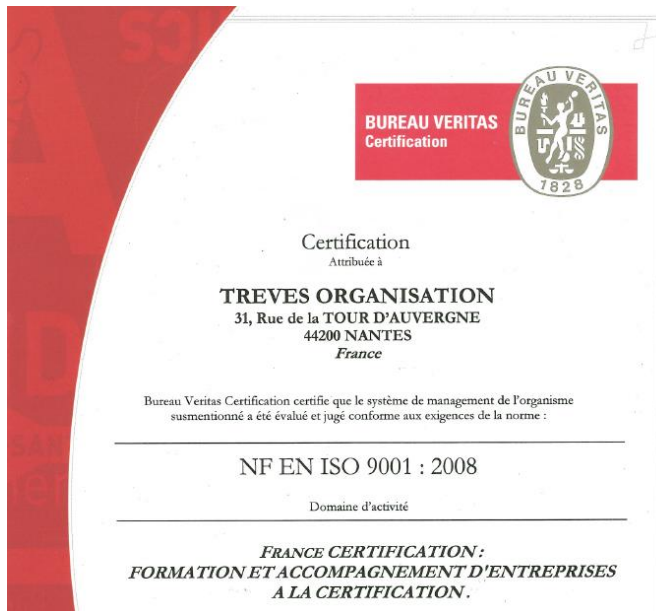 BUREAU VERITAS
Certification
BUREAU VERITAS
1828
Certification
Attribuée à
TREVES ORGANISATION
31, Rue de la TOUR D'AUVERGNE
44200 NANTES
France
Bureau Veritas Certification certifie que le système de management de l'organisme
susmentionné a été évalué et jugé conforme aux exigences de la norme :
NF EN ISO 9001 : 2008
Domaine d'activité
FRANCE CERTIFICATION :
FORMATION ET ACCOMPAGNEMENT D'ENTREPRISES
A LA CERTIFICATION .